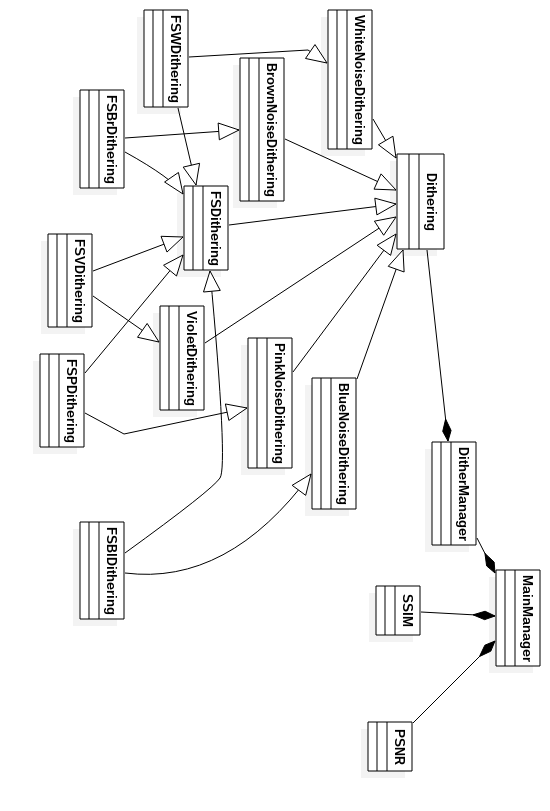 MainManager
DitherManager
Dithering
SSIM
PSNR
WhiteNoiseDithering
BlueNoiseDithering
PinkNoiseDithering
BrownNoiseDithering
FSDithering
VioletDithering
FSWDithering
FSBrDithering
FSBlDithering
FSVDithering
FSPDithering